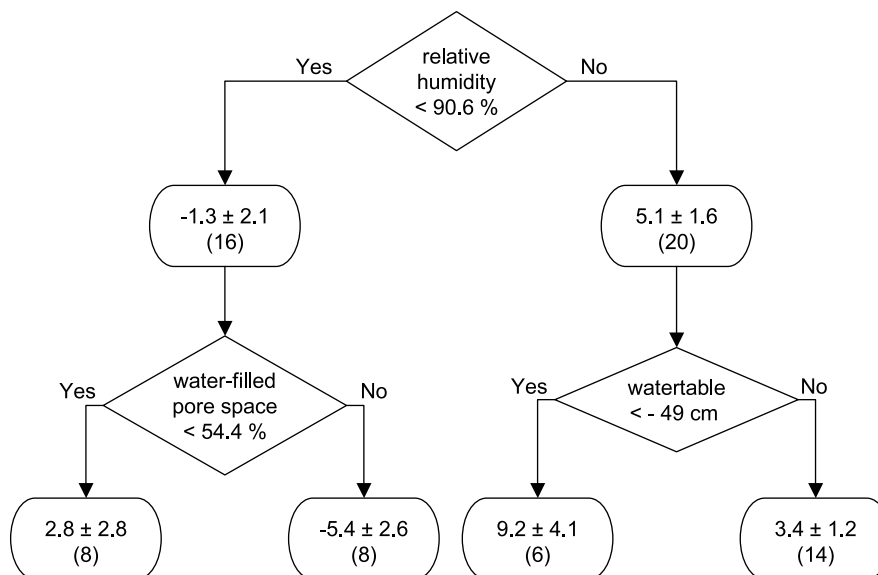 relative
humidity
< 90.6 %
Yes
No
-1.3 ± 2.1
(16)
5.1 ± 1.6
(20)
water-filled
pore space
< 54.4 %
Yes
No
watertable
< - 49 cm
Yes
No
2.8 ± 2.8
(8)
-5.4 ± 2.6
(8)
9.2 ± 4.1
(6)
3.4 ± 1.2
(14)